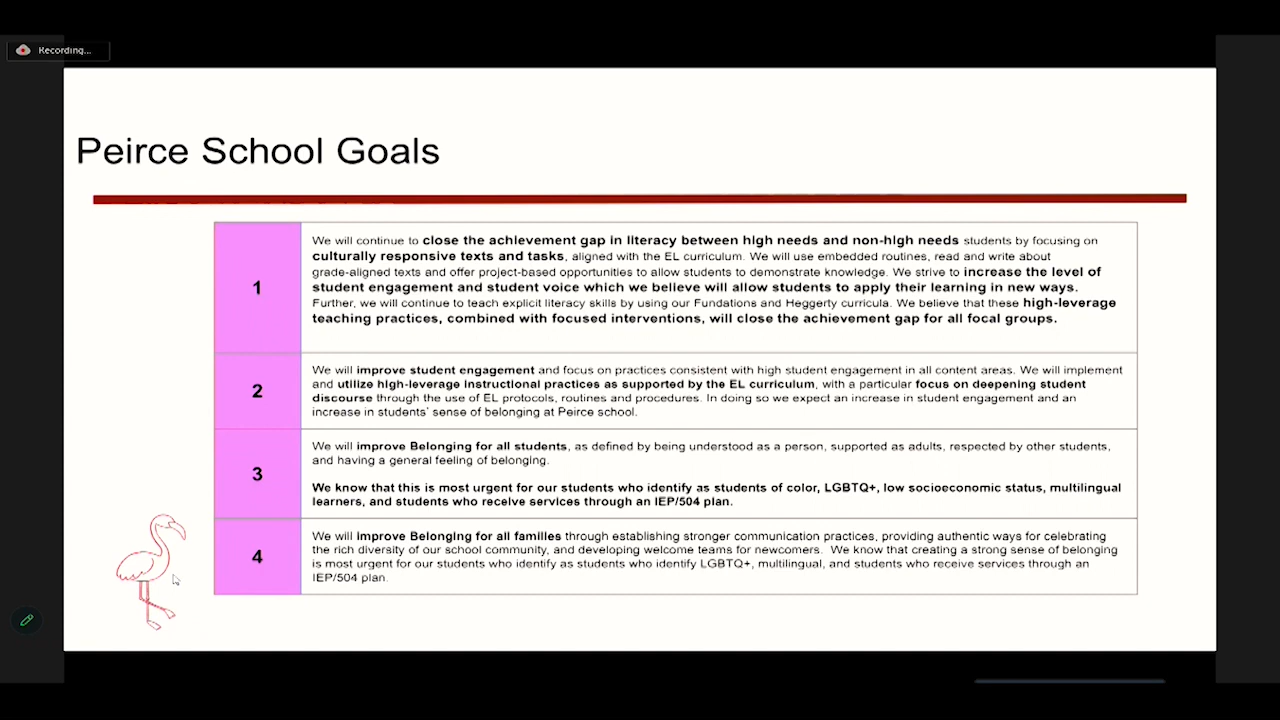 Recording...
Peirce School Goals
1
We will continue to close the achievement gap in literacy between high needs and non-high needs students by focusing on
culturally responsive texts and tasks, aligned with the EL curriculum. We will use embedded routines, read and write about
grade-aligned texts and offer project-based opportunities to allow students to demonstrate knowledge. We strive to increase the level of
student engagement and student voice which we believe will allow students to apply their learning in new ways.
Further, we will continue to teach explicit literacy skills by using our Fundations and Heggerty curricula. We believe that these high-leverage
teaching practices, combined with focused interventions, will close the achievement gap for all focal groups.
2
We will improve student engagement and focus on practices consistent with high student engagement in all content areas. We will implement
and utilize high-leverage instructional practices as supported by the EL curriculum, with a particular focus on deepening student
discourse through the use of EL protocols, routines and procedures. In doing so we expect an increase in student engagement and an
increase in students' sense of belonging at Peirce school.
3
We will improve Belonging for all students, as defined by being understood as a person, supported as adults, respected by other students,
and having a general feeling of belonging.
We know that this is most urgent for our students who identify as students of color, LGBTQ+, low socioeconomic status, multilingual
learners, and students who receive services through an IEP/504 plan.
4
We will improve Belonging for all families through establishing stronger communication practices, providing authentic ways for celebrating
the rich diversity of our school community, and developing welcome teams for newcomers. We know that creating a strong sense of belonging
is most urgent for our students who identify as students who identify LGBTQ+, multilingual, and students who receive services through an
IEP/504 plan.